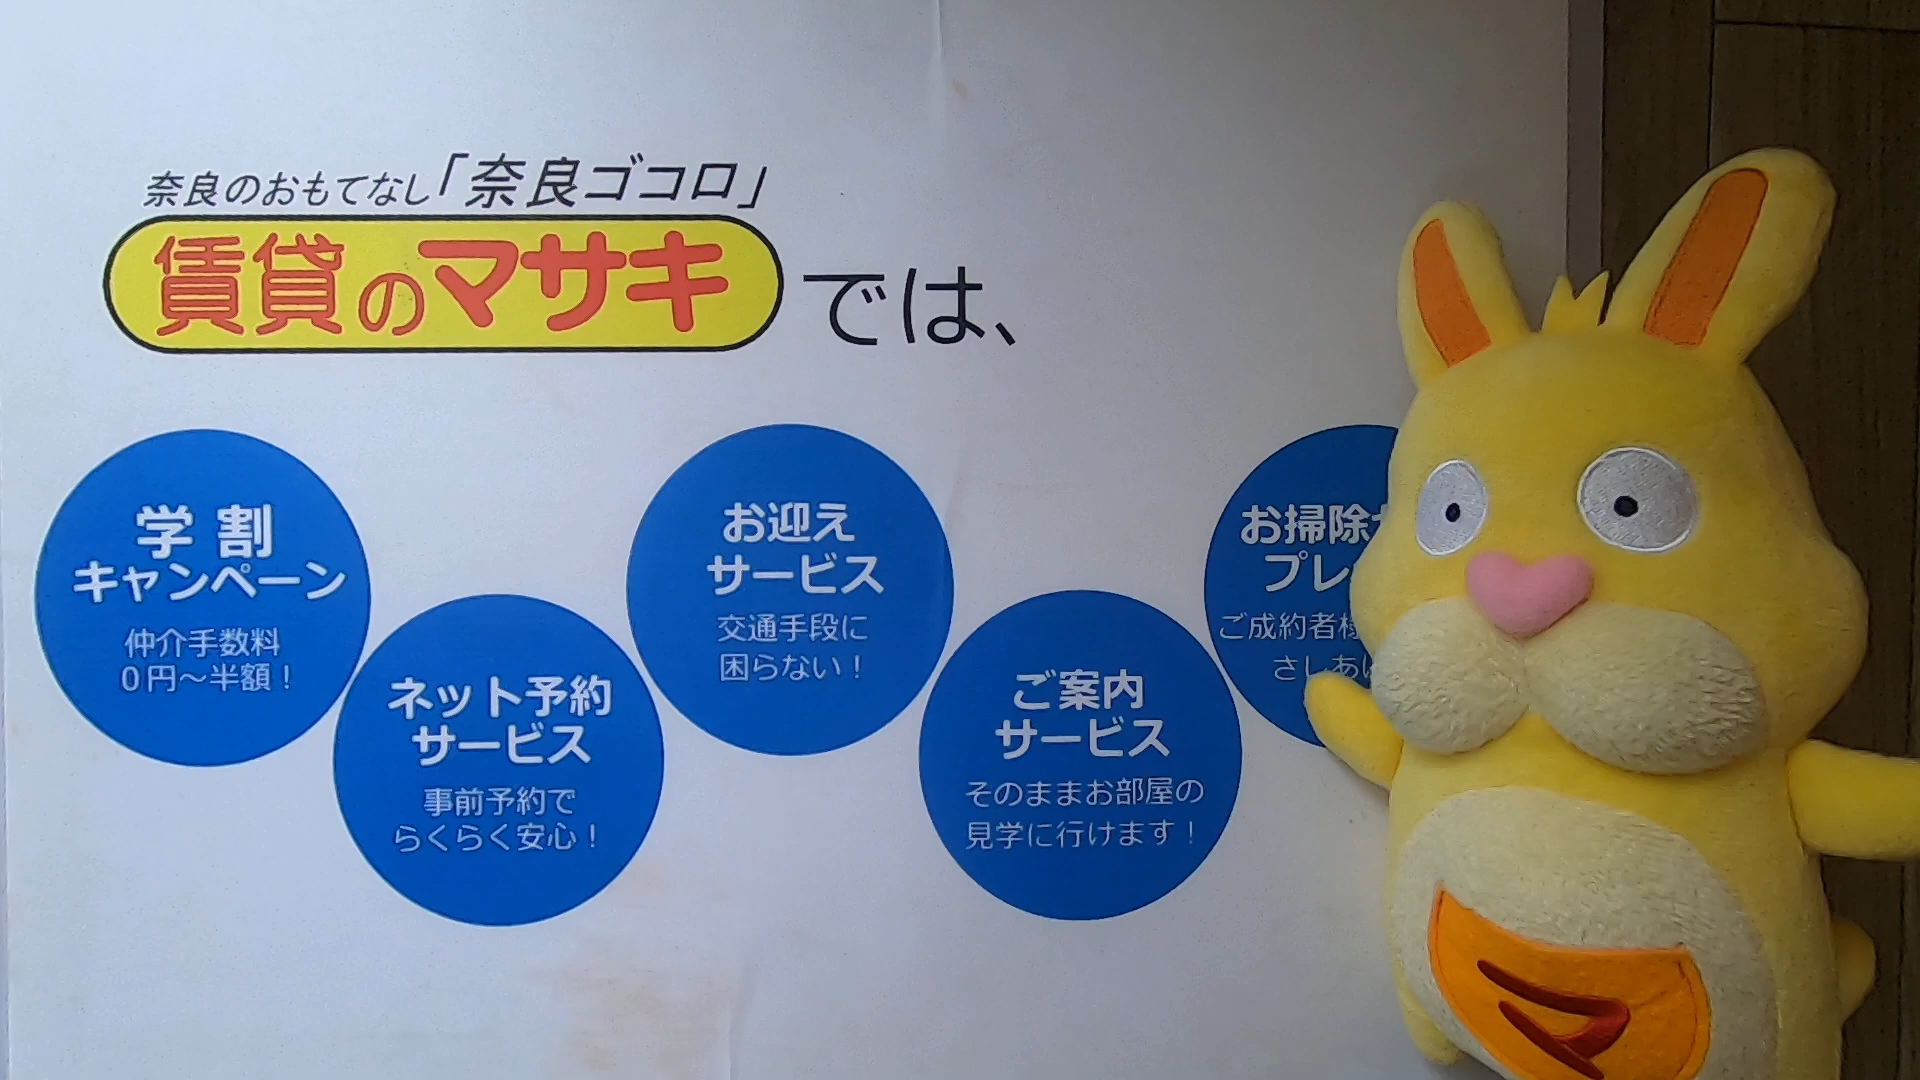 奈良のおもてなし「奈良ゴコロ」
賃貸のマサキでは、
学割
キャンペーン
仲介手数料
0円～半額！
ネット予約
サービス
事前予約で
らくらく安心！
お迎え
サービス
交通手段に
困らない！
ご案内
サービス
そのままお部屋の
見学に行けます！
お掃除
プレ
ご成約者様
さしあ
マ